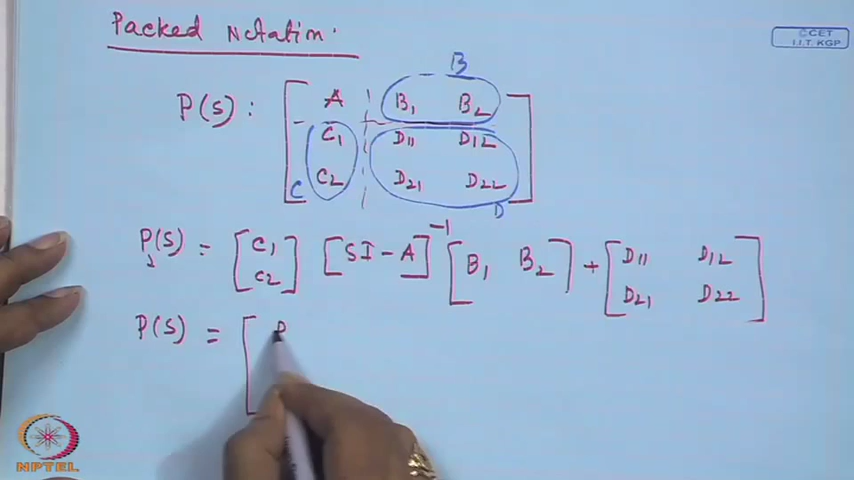 Packed Notation.
© CET
I.I.T. KGP
B
P(S) : [ A B₁ B₂
C₁ D₁₁ D₁₂
C₂ D₂₁ D₂₂ ]
C D
P(S) = [ C₁ C₂ ] [SI - A]⁻¹ [ B₁ B₂ ] + [ D₁₁ D₁₂
D₂₁ D₂₂ ]
P(S) = [ P
NPTEL